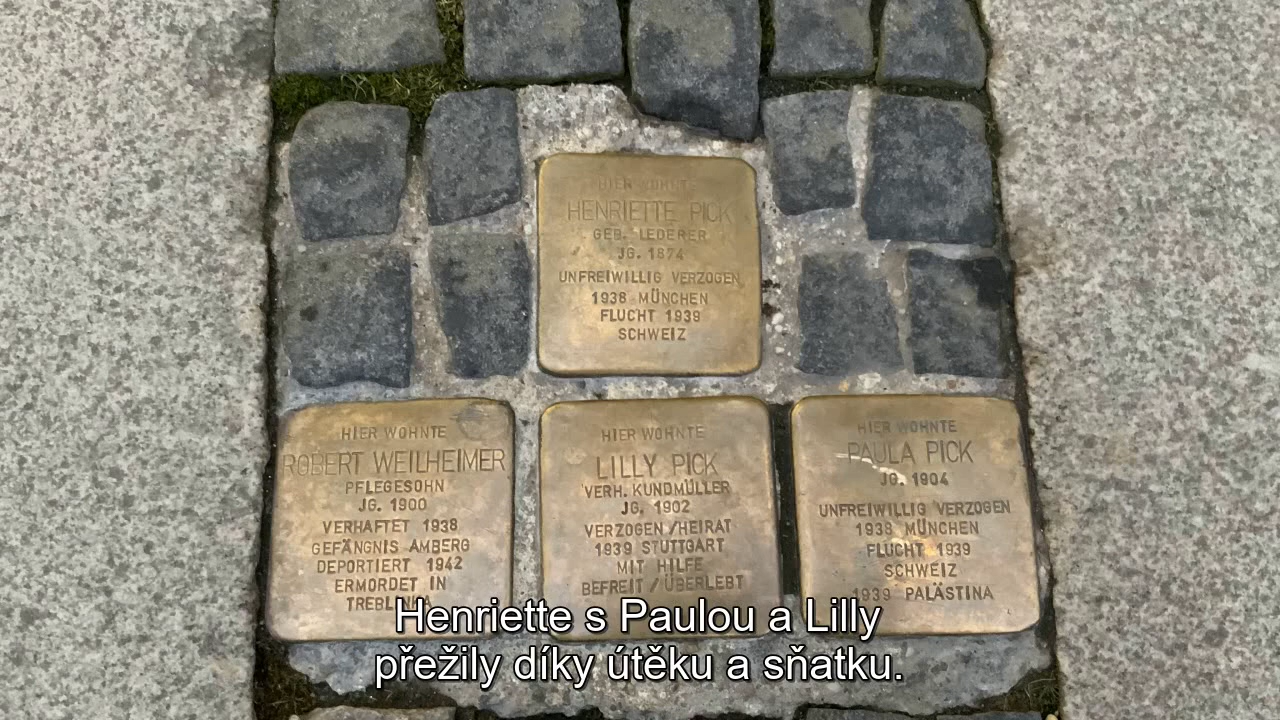 HIER WOHNTE
HENRIETTE PICK
GEB. LEDERER
JG. 1874
UNFREIWILLIG VERZOGEN
1938 MÜNCHEN
FLUCHT 1939
SCHWEIZ
HIER WOHNTE
ROBERT WEILHEIMER
PFLEGESOHN
JG. 1900
VERHAFTET 1938
GEFÄNGNIS AMBERG
DEPORTIERT 1942
ERMORDET IN
TREBLINKA
HIER WOHNTE
LILLY PICK
VERH. KUNDMÜLLER
JG. 1902
VERZOGEN/HEIRAT
1939 STUTTGART
MIT HILFE
BEFREIT/ÜBERLEBT
HIER WOHNTE
PAULA PICK
JG. 1904
UNFREIWILLIG VERZOGEN
1938 MÜNCHEN
FLUCHT 1939
SCHWEIZ
1939 PALÄSTINA
Henriette s Paulou a Lilly
přežily díky útěku a sňatku.